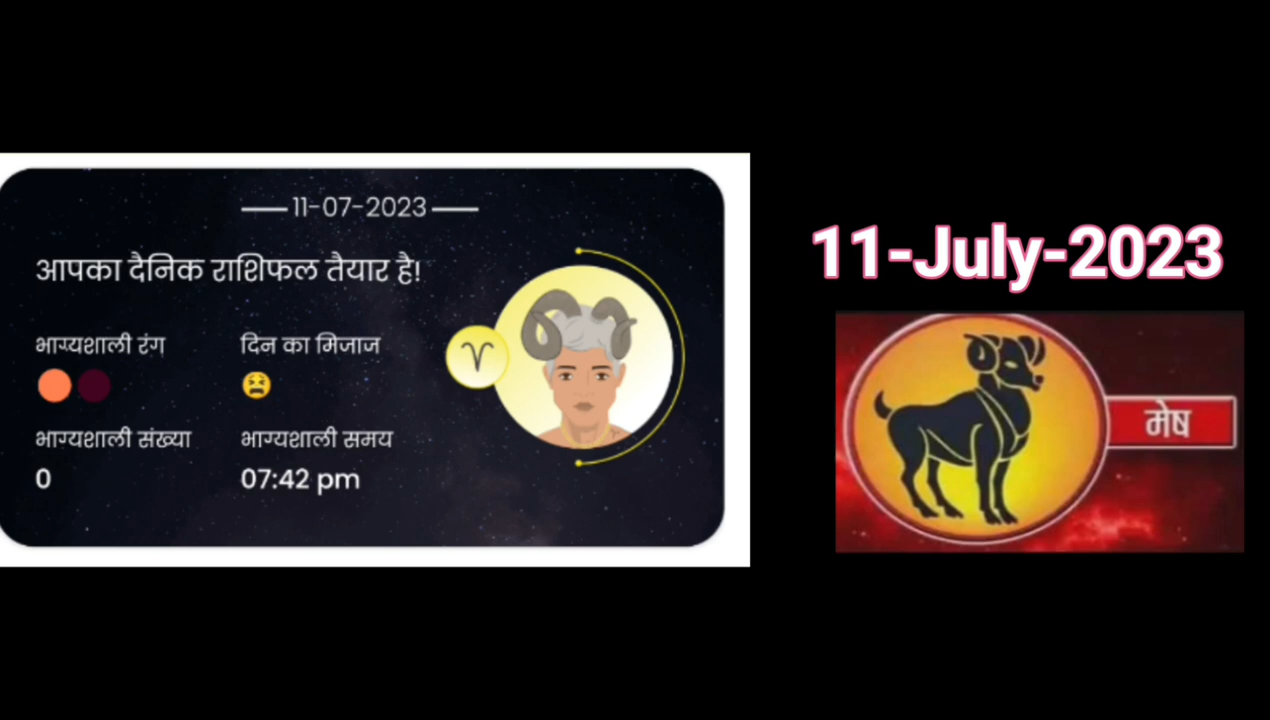 11-07-2023
आपका दैनिक राशिफल तैयार है!
भाग्यशाली रंग
दिन का मिजाज
भाग्यशाली संख्या
भाग्यशाली समय
0
07:42 pm
11-July-2023
मेष